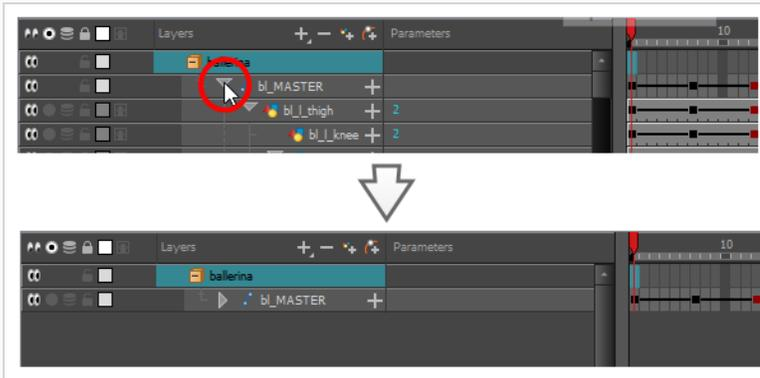 Layers Parameters 10
ballerina
bl_MASTER
bl_l_thigh 2
bl_l_knee 2
Layers Parameters 10
ballerina
bl_MASTER